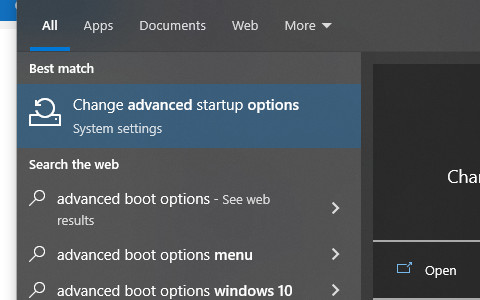 All Apps Documents Web More
Best match
Change advanced startup options
System settings
Search the web
advanced boot options - See web
results
advanced boot options menu
advanced boot options windows 10
Open